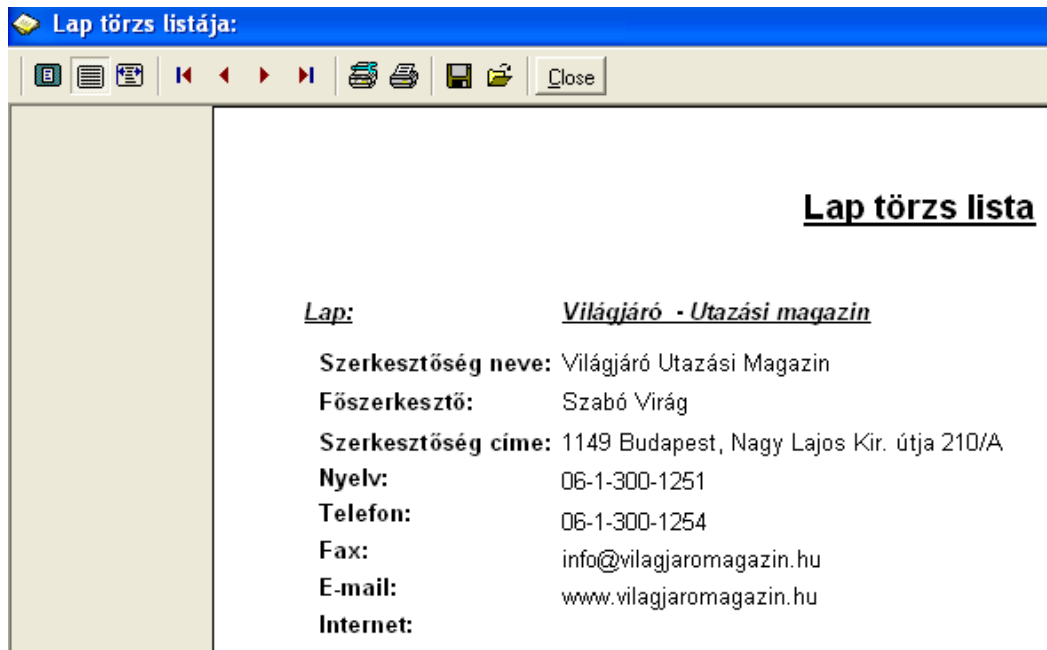 Lap törzs listája:
Close
Lap törzs lista
Lap: Világjáró - Utazási magazin
Szerkesztőség neve: Világjáró Utazási Magazin
Főszerkesztő: Szabó Virág
Szerkesztőség címe: 1149 Budapest, Nagy Lajos Kir. útja 210/A
Nyelv: 06-1-300-1251
Telefon: 06-1-300-1254
Fax: info@vilagjaromagazin.hu
E-mail: www.vilagjaromagazin.hu
Internet: